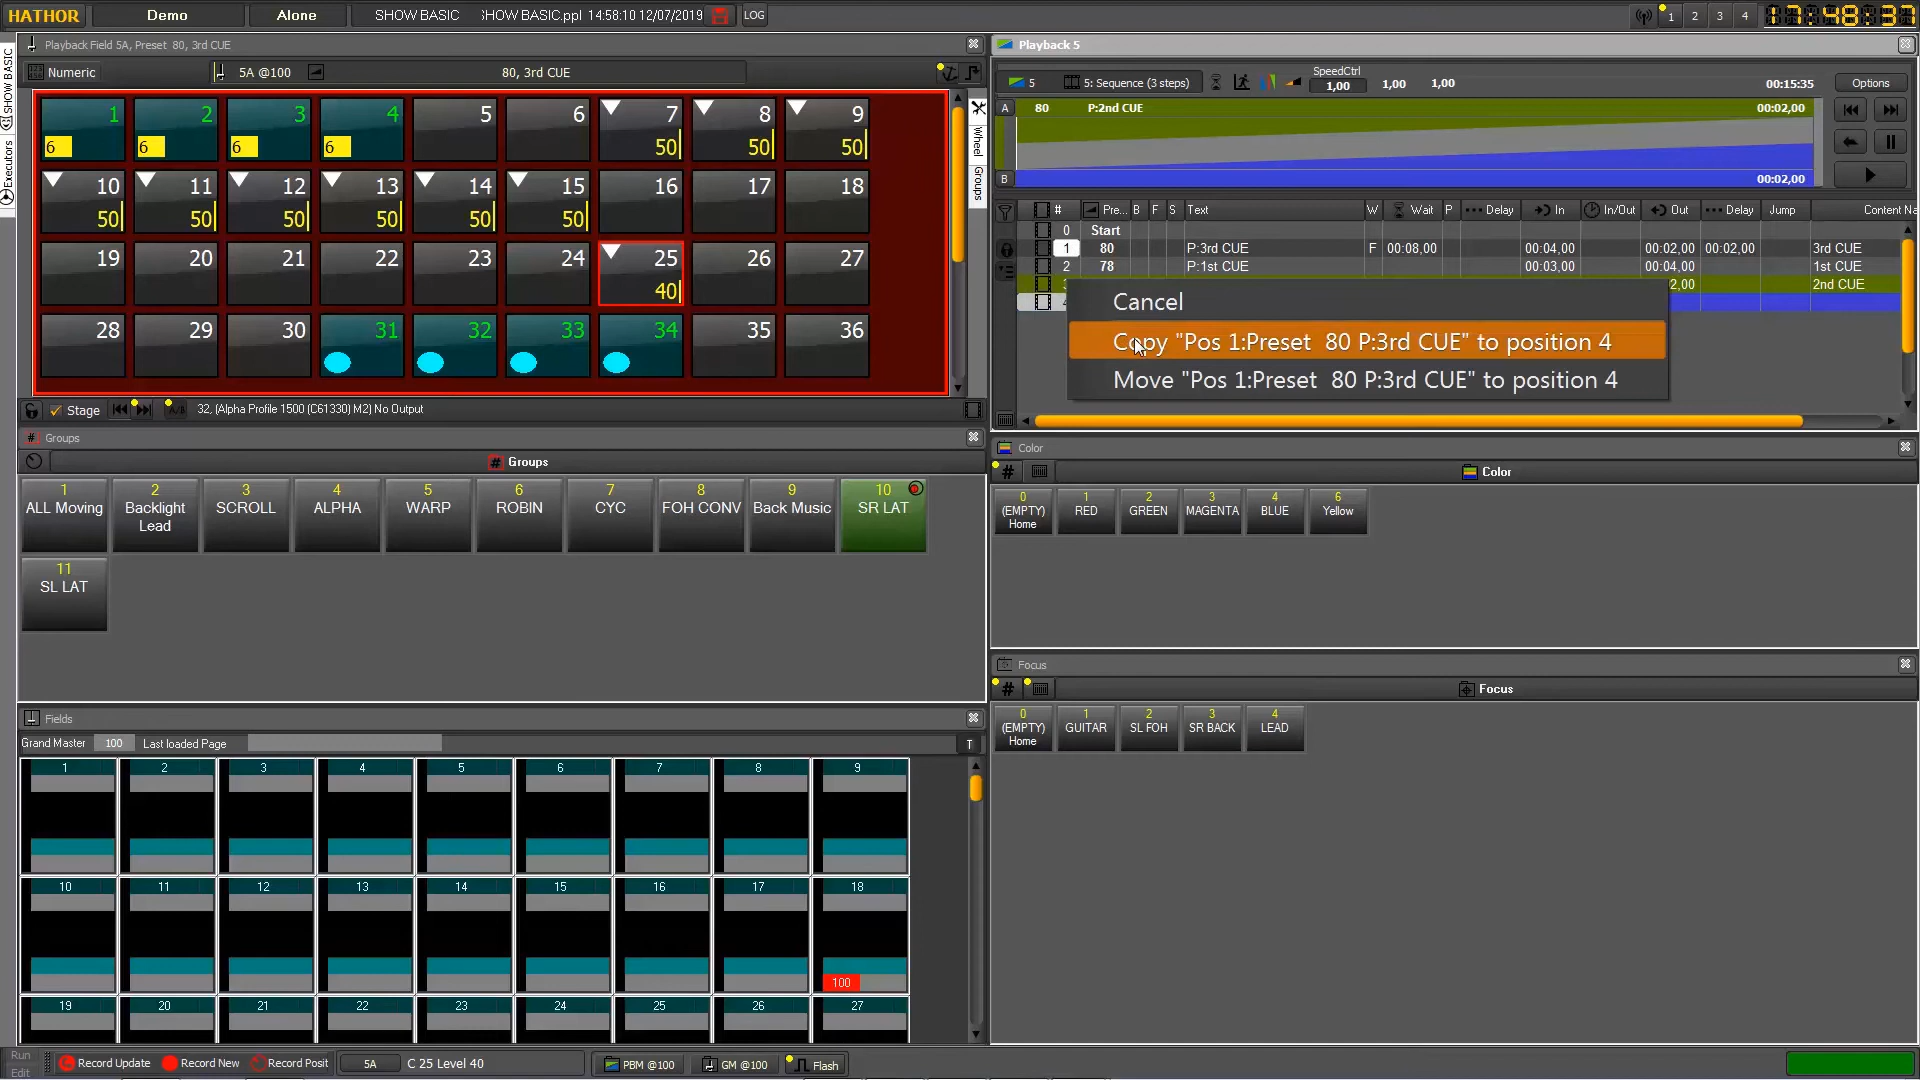 HATHOR Demo Alone SHOW BASIC SHOW BASIC.ppl 14:58:10 12/07/2019 LOG 1 2 3 4 17:48:37
Playback Field 5A, Preset 80, 3rd CUE
Numeric 5A @100 80, 3rd CUE
SHOW BASIC
Executors
Wheel
Groups
1 2 3 4 5 6 7 8 9
6 6 6 6 50 50 50
10 11 12 13 14 15 16 17 18
50 50 50 50 50 50
19 20 21 22 23 24 25 26 27
40
28 29 30 31 32 33 34 35 36
Stage A/B 32, (Alpha Profile 1500 (C61330) M2) No Output
Groups
# Groups
1 ALL Moving
2 Backlight Lead
3 SCROLL
4 ALPHA
5 WARP
6 ROBIN
7 CYC
8 FOH CONV
9 Back Music
10 SR LAT
11 SL LAT
Fields
Grand Master 100 Last loaded Page T
1 2 3 4 5 6 7 8 9
10 11 12 13 14 15 16 17 18
100
19 20 21 22 23 24 25 26 27
Run
Edit
Record Update Record New Record Posit 5A C 25 Level 40 PBM @100 GM @100 Flash
Playback 5
5 5: Sequence (3 steps) SpeedCtrl 1,00 1,00 1,00 00:15:35 Options
A 80 P:2nd CUE 00:02,00
B 00:02,00
# Pre... B F S Text W Wait P Delay In In/Out Out Delay Jump Content Na
0 Start
1 80 P:3rd CUE F 00:08,00 00:04,00 00:02,00 00:02,00 3rd CUE
2 78 P:1st CUE 00:03,00 00:04,00 1st CUE
2,00 2nd CUE
Cancel
Copy "Pos 1:Preset 80 P:3rd CUE" to position 4
Move "Pos 1:Preset 80 P:3rd CUE" to position 4
Color
# Color
0 (EMPTY) Home
1 RED
2 GREEN
3 MAGENTA
4 BLUE
6 Yellow
Focus
# Focus
0 (EMPTY) Home
1 GUITAR
2 SL FOH
3 SR BACK
4 LEAD